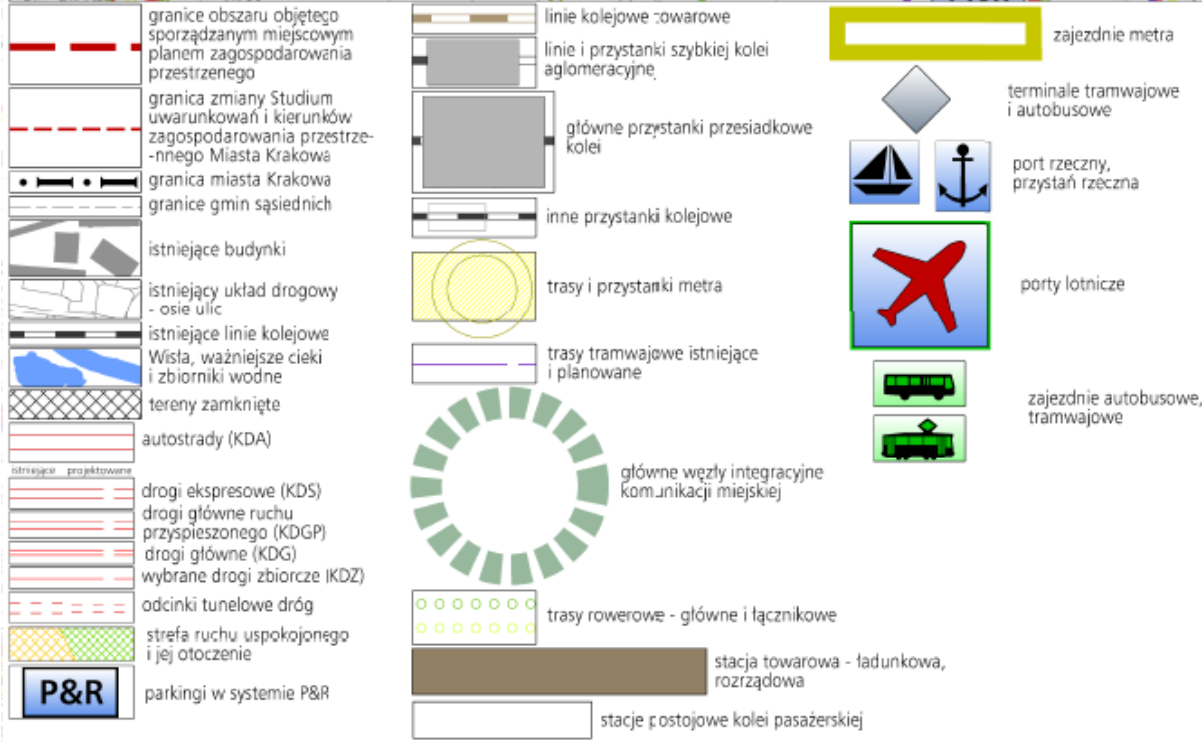 granice obszaru objętego
sporządzanym miejscowym
planem zagospodarowania
przestrzenego
granica zmiany Studium
uwarunkowań i kierunków
zagospodarowania przestrze-
-nnego Miasta Krakowa
granica miasta Krakowa
granice gmin sąsiednich
istniejące budynki
istniejący układ drogowy
- osie ulic
istniejące linie kolejowe
Wisła, ważniejsze cieki
i zbiorniki wodne
tereny zamknięte
autostrady (KDA)
istniejące projektowane
drogi ekspresowe (KDS)
drogi główne ruchu
przyspieszonego (KDGP)
drogi główne (KDG)
wybrane drogi zbiorcze (KDZ)
odcinki tunelowe dróg
strefa ruchu uspokojonego
i jej otoczenie
P&R
parkingi w systemie P&R
linie kolejowe towarowe
linie i przystanki szybkiej kolei
aglomeracyjnej
główne przystanki przesiadkowe
kolei
inne przystanki kolejowe
trasy i przystanki metra
trasy tramwajowe istniejące
i planowane
główne węzły integracyjne
komunikacji miejskiej
trasy rowerowe - główne i łącznikowe
stacja towarowa - ładunkowa,
rozrządowa
stacje postojowe kolei pasażerskiej
zajezdnie metra
terminale tramwajowe
i autobusowe
port rzeczny,
przystań rzeczna
porty lotnicze
zajezdnie autobusowe,
tramwajowe